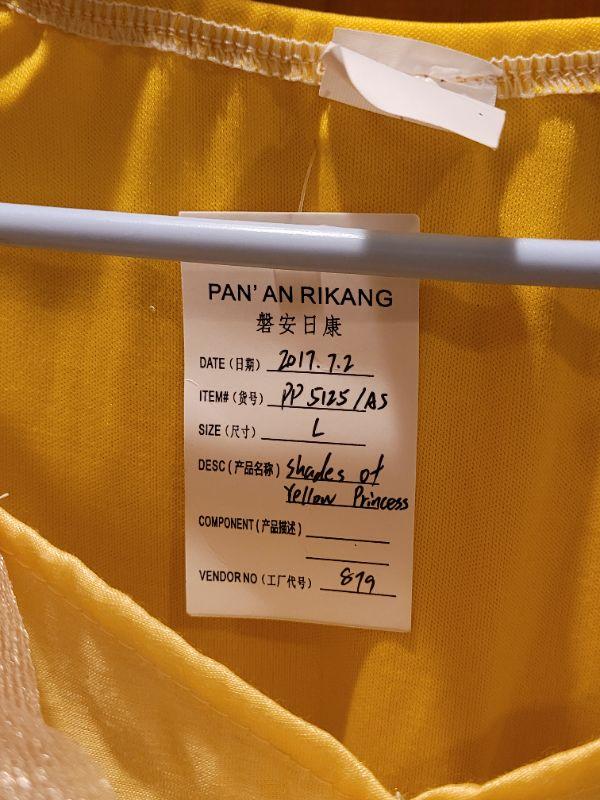 PAN' AN RIKANG
磐安日康
DATE (日期) 2017.7.2
ITEM# (货号) PP 5125/AS
SIZE (尺寸) L
DESC (产品名称) Shades of
Yellow Princess
COMPONENT (产品描述)
VENDOR NO (工厂代号) 879